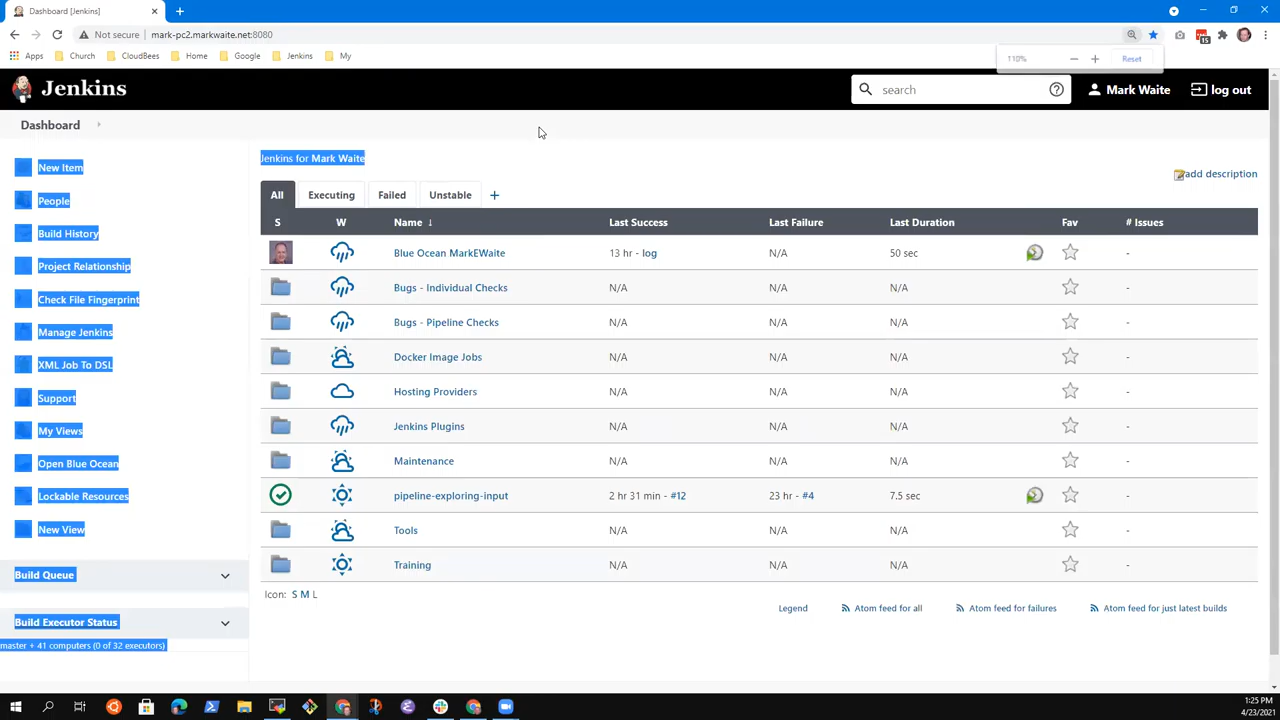 Dashboard [Jenkins]
Not secure mark-pc2.markwaite.net:8080
15
Apps Church CloudBees Home Google Jenkins My
110% Reset
Jenkins
search
Mark Waite
log out
Dashboard
New Item
People
Build History
Project Relationship
Check File Fingerprint
Manage Jenkins
XML Job To DSL
Support
My Views
Open Blue Ocean
Lockable Resources
New View
Build Queue
Build Executor Status
master + 41 computers (0 of 32 executors)
Jenkins for Mark Waite
add description
All Executing Failed Unstable +
S W Name ↓ Last Success Last Failure Last Duration Fav # Issues
Blue Ocean MarkEWaite 13 hr - log N/A 50 sec -
Bugs - Individual Checks N/A N/A N/A -
Bugs - Pipeline Checks N/A N/A N/A -
Docker Image Jobs N/A N/A N/A -
Hosting Providers N/A N/A N/A -
Jenkins Plugins N/A N/A N/A -
Maintenance N/A N/A N/A -
pipeline-exploring-input 2 hr 31 min - #12 23 hr - #4 7.5 sec -
Tools N/A N/A N/A -
Training N/A N/A N/A -
Icon: S M L
Legend Atom feed for all Atom feed for failures Atom feed for just latest builds
1:25 PM
4/23/2021